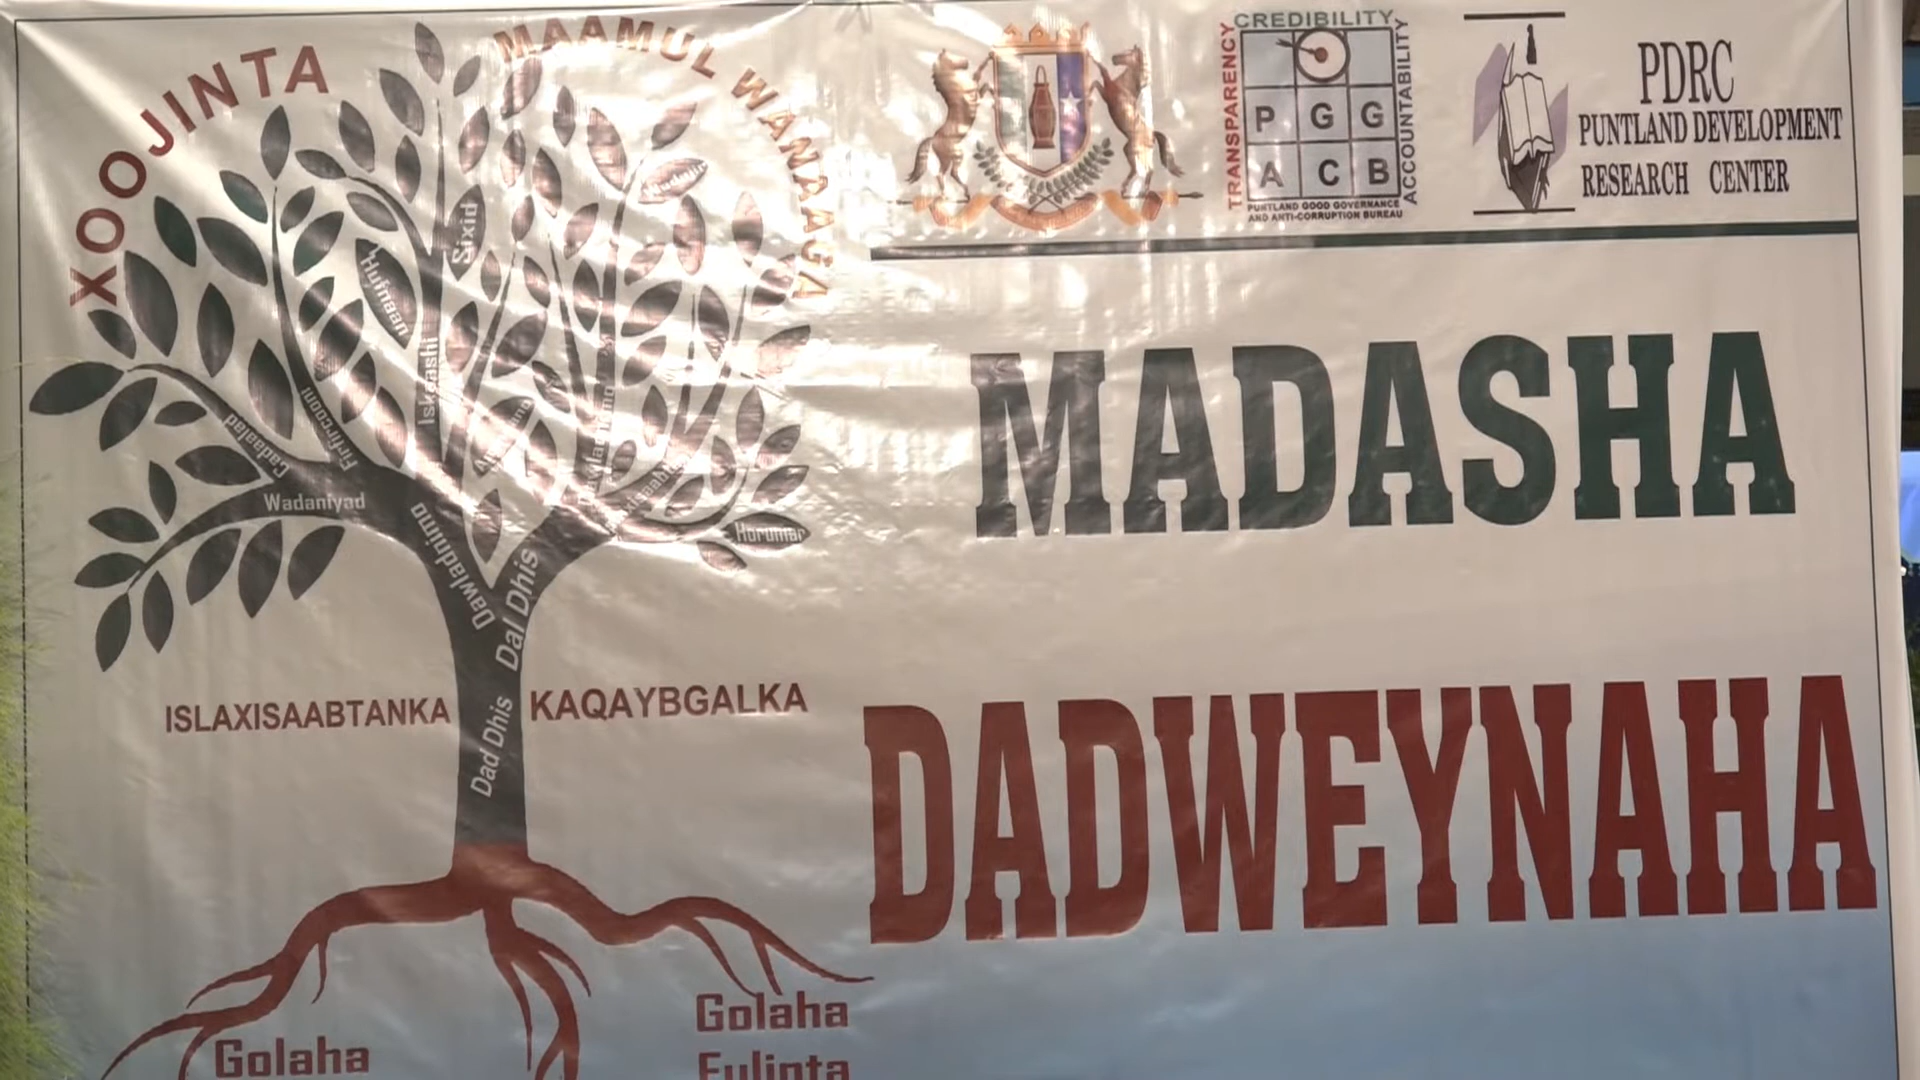 XOOJINTA
MAAMUL WANAAGA
CREDIBILITY
TRANSPARENCY
ACCOUNTABILITY
P G G
A C B
PUNTLAND GOOD GOVERNANCE
AND ANTI-CORRUPTION BUREAU
PDRC
PUNTLAND DEVELOPMENT
RESEARCH CENTER
MADASHA
DADWEYNAHA
Sixid
Hufnaan
Iskaashi
Firfircooni
Cadaalad
Wadaniyad
Horumar
Dawladnimo
Dal Dhis
Dad Dhis
ISLAXISAABTANKA
KAQAYBGALKA
Golaha
Golaha
Fulinta